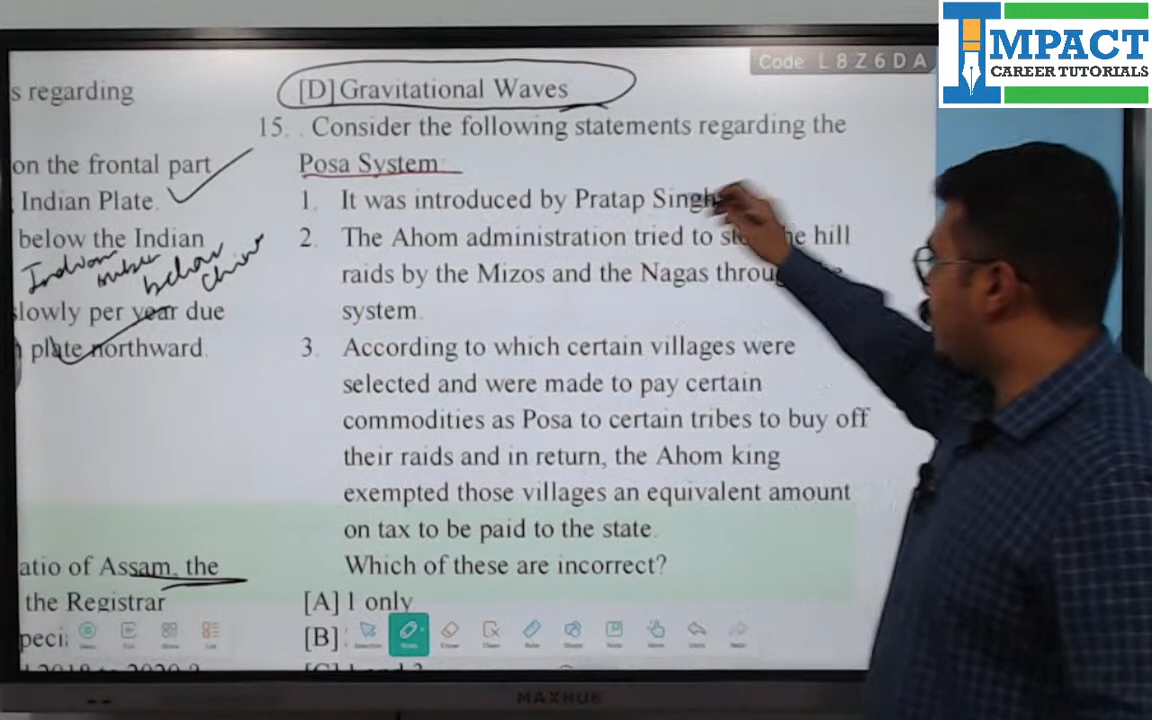 IMPACT
CAREER TUTORIALS
Code L8Z6DA
s regarding
on the frontal part
Indian Plate.
below the Indian
Indian
below
slowly per year due
plate northward.
atio of Assam, the
the Registrar
[D] Gravitational Waves
15. . Consider the following statements regarding the
Posa System:
1. It was introduced by Pratap Singh
2. The Ahom administration tried to hill
raids by the Mizos and the Nagas
system.
3. According to which certain villages were
selected and were made to pay certain
commodities as Posa to certain tribes to buy off
their raids and in return, the Ahom king
exempted those villages an equivalent amount
on tax to be paid to the state.
Which of these are incorrect?
[A] 1 only
[B]
MAXHUB